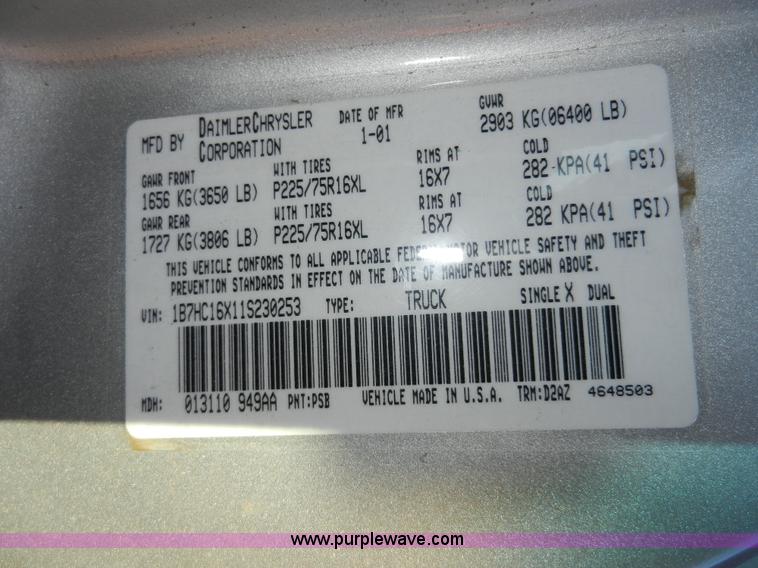 MFD BY DAIMLERCHRYSLER CORPORATION DATE OF MFR 1-01 GVWR 2903 KG(06400 LB)
GAWR FRONT WITH TIRES RIMS AT COLD
1656 KG(3650 LB) P225/75R16XL 16X7 282 KPA(41 PSI)
GAWR REAR WITH TIRES RIMS AT COLD
1727 KG(3806 LB) P225/75R16XL 16X7 282 KPA(41 PSI)
THIS VEHICLE CONFORMS TO ALL APPLICABLE FEDERAL MOTOR VEHICLE SAFETY AND THEFT
PREVENTION STANDARDS IN EFFECT ON THE DATE OF MANUFACTURE SHOWN ABOVE.
VIN: 1B7HC16X11S230253 TYPE: TRUCK SINGLE X DUAL
MDH: 013110 949AA PNT:PSB VEHICLE MADE IN U.S.A. TRM:D2AZ 4648503
www.purplewave.com